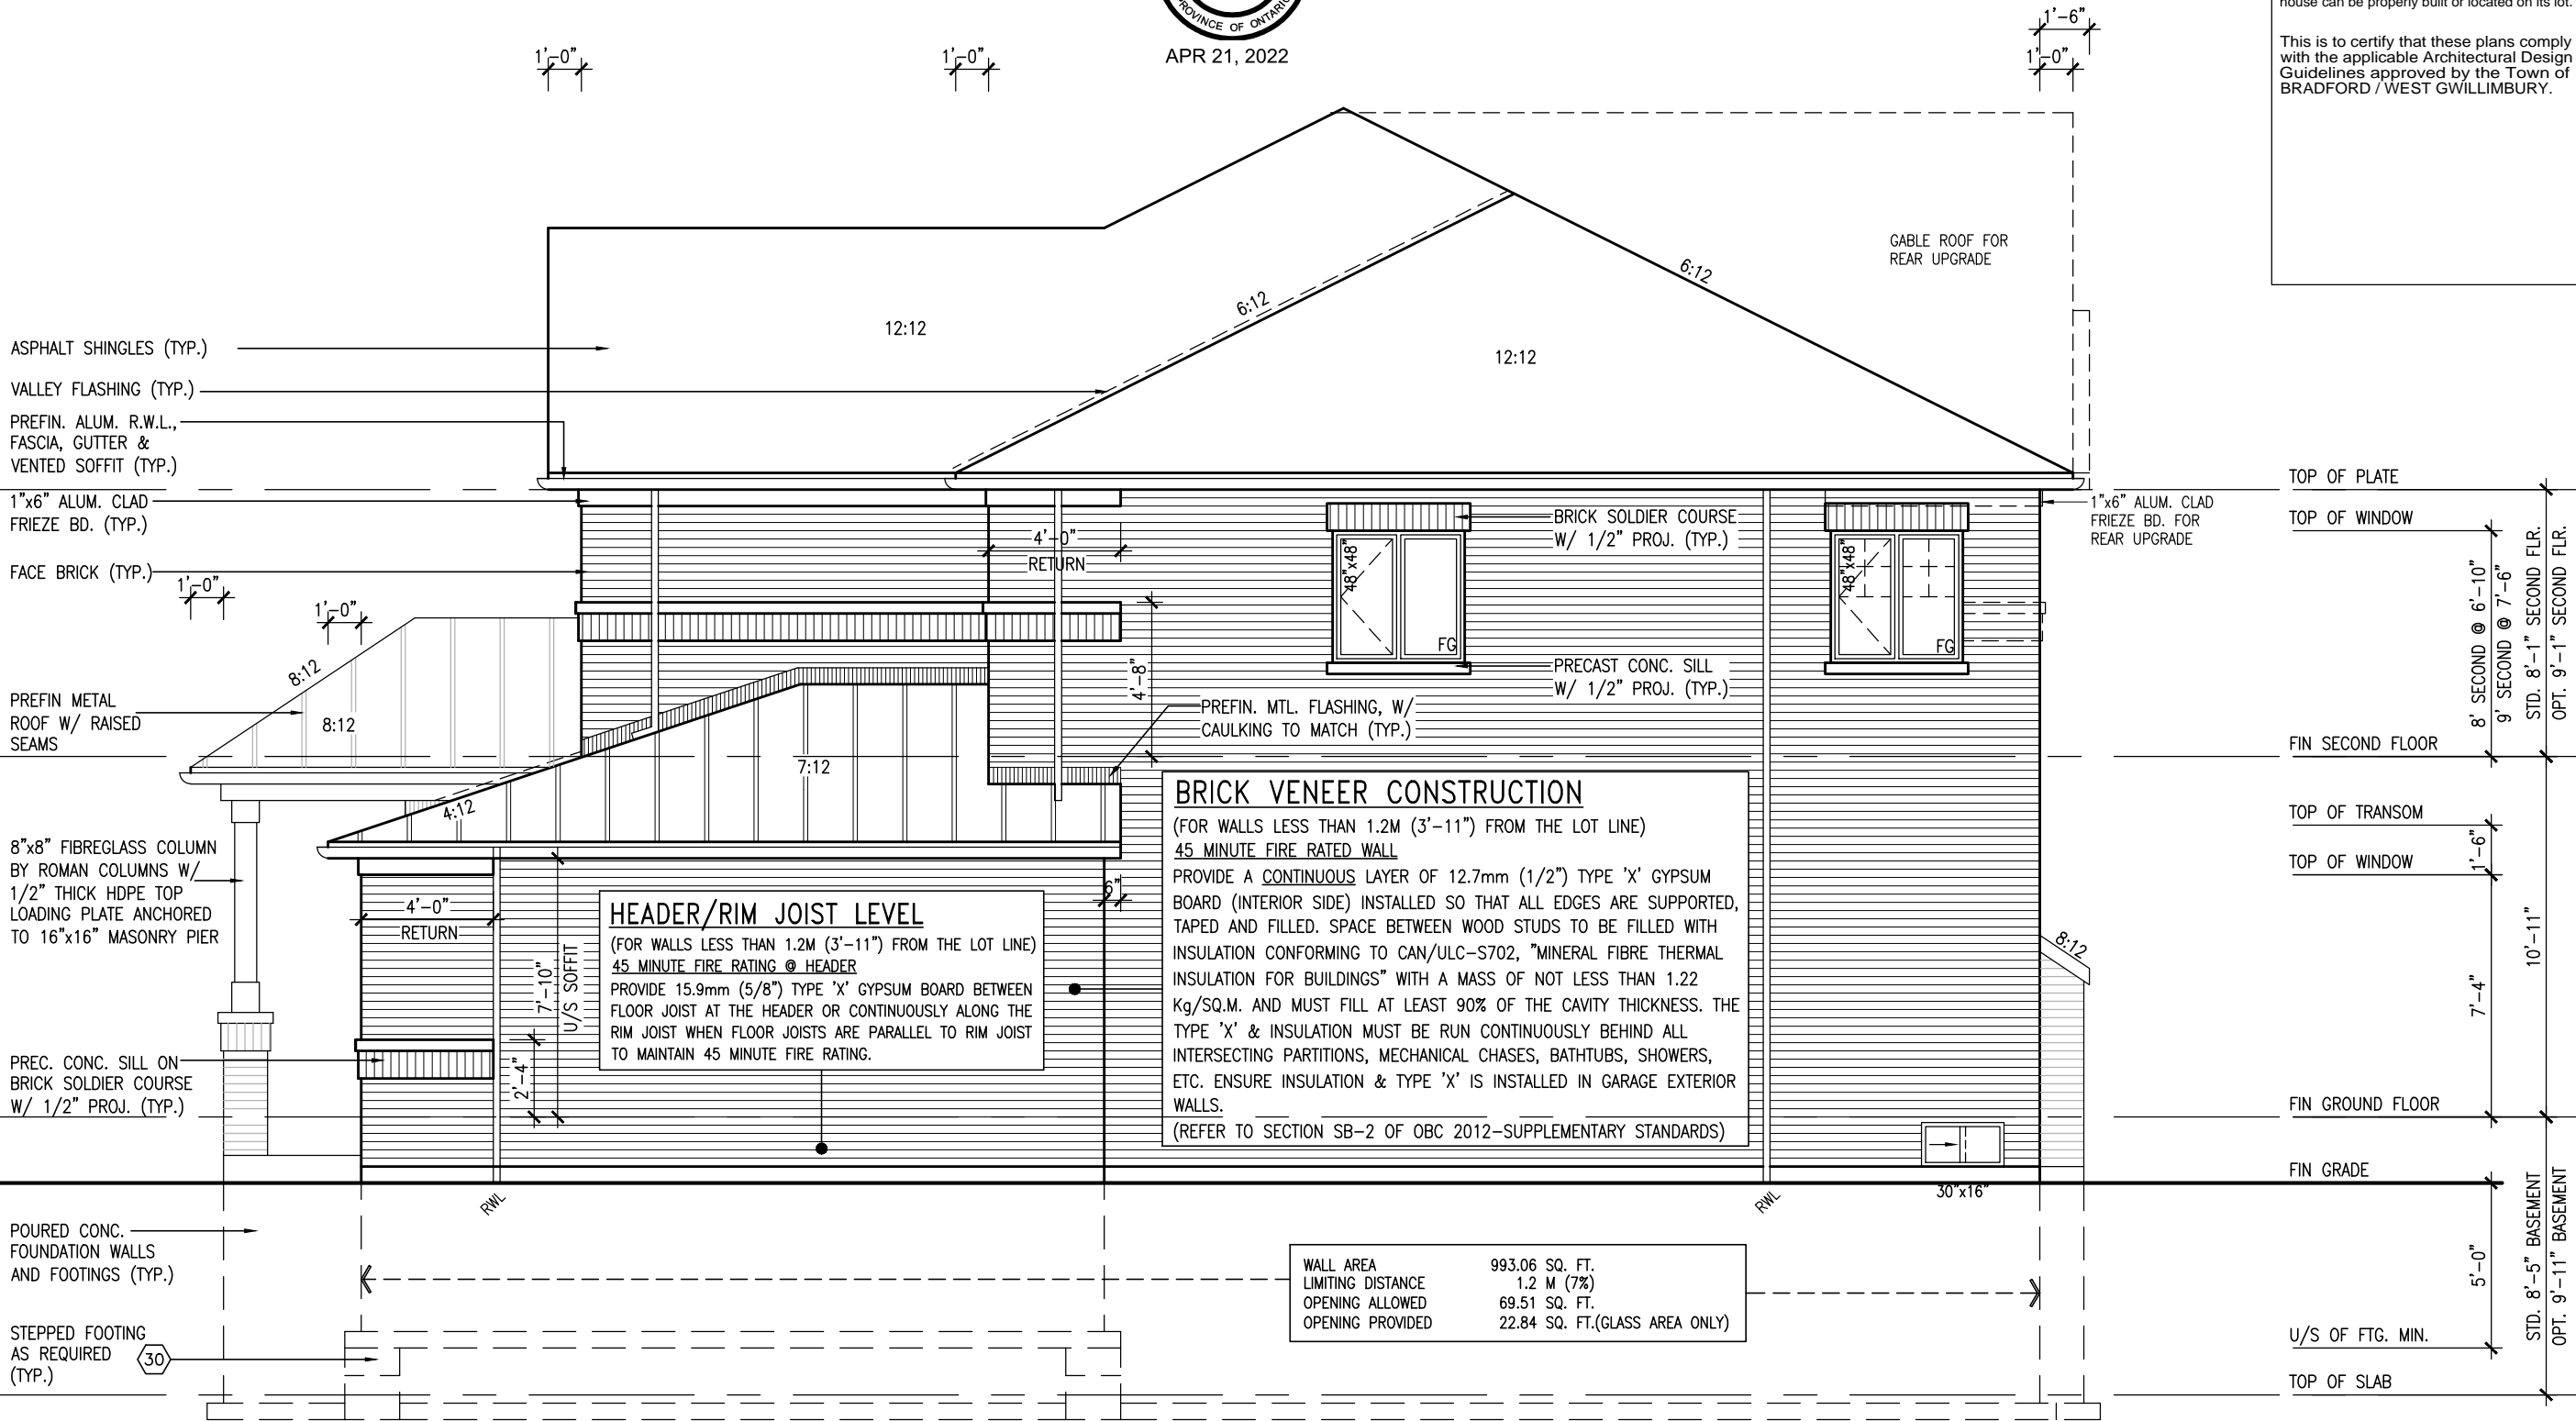 PROVINCE OF ONTARIO
APR 21, 2022
house can be properly built or located on its lot.
This is to certify that these plans comply
with the applicable Architectural Design
Guidelines approved by the Town of
BRADFORD / WEST GWILLIMBURY.
1'-0"
1'-0"
1'-6"
1'-0"
GABLE ROOF FOR
REAR UPGRADE
6:12
6:12
12:12
12:12
ASPHALT SHINGLES (TYP.)
VALLEY FLASHING (TYP.)
PREFIN. ALUM. R.W.L.,
FASCIA, GUTTER &
VENTED SOFFIT (TYP.)
1"x6" ALUM. CLAD
FRIEZE BD. (TYP.)
FACE BRICK (TYP.)
1'-0"
1'-0"
8:12
8:12
PREFIN METAL
ROOF W/ RAISED
SEAMS
8"x8" FIBREGLASS COLUMN
BY ROMAN COLUMNS W/
1/2" THICK HDPE TOP
LOADING PLATE ANCHORED
TO 16"x16" MASONRY PIER
PREC. CONC. SILL ON
BRICK SOLDIER COURSE
W/ 1/2" PROJ. (TYP.)
POURED CONC.
FOUNDATION WALLS
AND FOOTINGS (TYP.)
STEPPED FOOTING
AS REQUIRED
(TYP.)
30
4'-0"
RETURN
4'-8"
7:12
4:12
BRICK SOLDIER COURSE
W/ 1/2" PROJ. (TYP.)
PRECAST CONC. SILL
W/ 1/2" PROJ. (TYP.)
PREFIN. MTL. FLASHING, W/
CAULKING TO MATCH (TYP.)
48"x48"
FG
48"x48"
FG
1"x6" ALUM. CLAD
FRIEZE BD. FOR
REAR UPGRADE
4'-0"
RETURN
7'-10"
U/S SOFFIT
2'-4"
6"
HEADER/RIM JOIST LEVEL
(FOR WALLS LESS THAN 1.2M (3'-11") FROM THE LOT LINE)
45 MINUTE FIRE RATING @ HEADER
PROVIDE 15.9mm (5/8") TYPE 'X' GYPSUM BOARD BETWEEN
FLOOR JOIST AT THE HEADER OR CONTINUOUSLY ALONG THE
RIM JOIST WHEN FLOOR JOISTS ARE PARALLEL TO RIM JOIST
TO MAINTAIN 45 MINUTE FIRE RATING.
BRICK VENEER CONSTRUCTION
(FOR WALLS LESS THAN 1.2M (3'-11") FROM THE LOT LINE)
45 MINUTE FIRE RATED WALL
PROVIDE A CONTINUOUS LAYER OF 12.7mm (1/2") TYPE 'X' GYPSUM
BOARD (INTERIOR SIDE) INSTALLED SO THAT ALL EDGES ARE SUPPORTED,
TAPED AND FILLED. SPACE BETWEEN WOOD STUDS TO BE FILLED WITH
INSULATION CONFORMING TO CAN/ULC-S702, "MINERAL FIBRE THERMAL
INSULATION FOR BUILDINGS" WITH A MASS OF NOT LESS THAN 1.22
Kg/SQ.M. AND MUST FILL AT LEAST 90% OF THE CAVITY THICKNESS. THE
TYPE 'X' & INSULATION MUST BE RUN CONTINUOUSLY BEHIND ALL
INTERSECTING PARTITIONS, MECHANICAL CHASES, BATHTUBS, SHOWERS,
ETC. ENSURE INSULATION & TYPE 'X' IS INSTALLED IN GARAGE EXTERIOR
WALLS.
(REFER TO SECTION SB-2 OF OBC 2012-SUPPLEMENTARY STANDARDS)
8:12
30"x16"
RWL
RWL
WALL AREA 993.06 SQ. FT.
LIMITING DISTANCE 1.2 M (7%)
OPENING ALLOWED 69.51 SQ. FT.
OPENING PROVIDED 22.84 SQ. FT.(GLASS AREA ONLY)
TOP OF PLATE
TOP OF WINDOW
FIN SECOND FLOOR
TOP OF TRANSOM
TOP OF WINDOW
FIN GROUND FLOOR
FIN GRADE
U/S OF FTG. MIN.
TOP OF SLAB
8' SECOND @ 6'-10"
9' SECOND @ 7'-6"
STD. 8'-1" SECOND FLR.
OPT. 9'-1" SECOND FLR.
1'-6"
7'-4"
10'-11"
5'-0"
STD. 8'-5" BASEMENT
OPT. 9'-11" BASEMENT